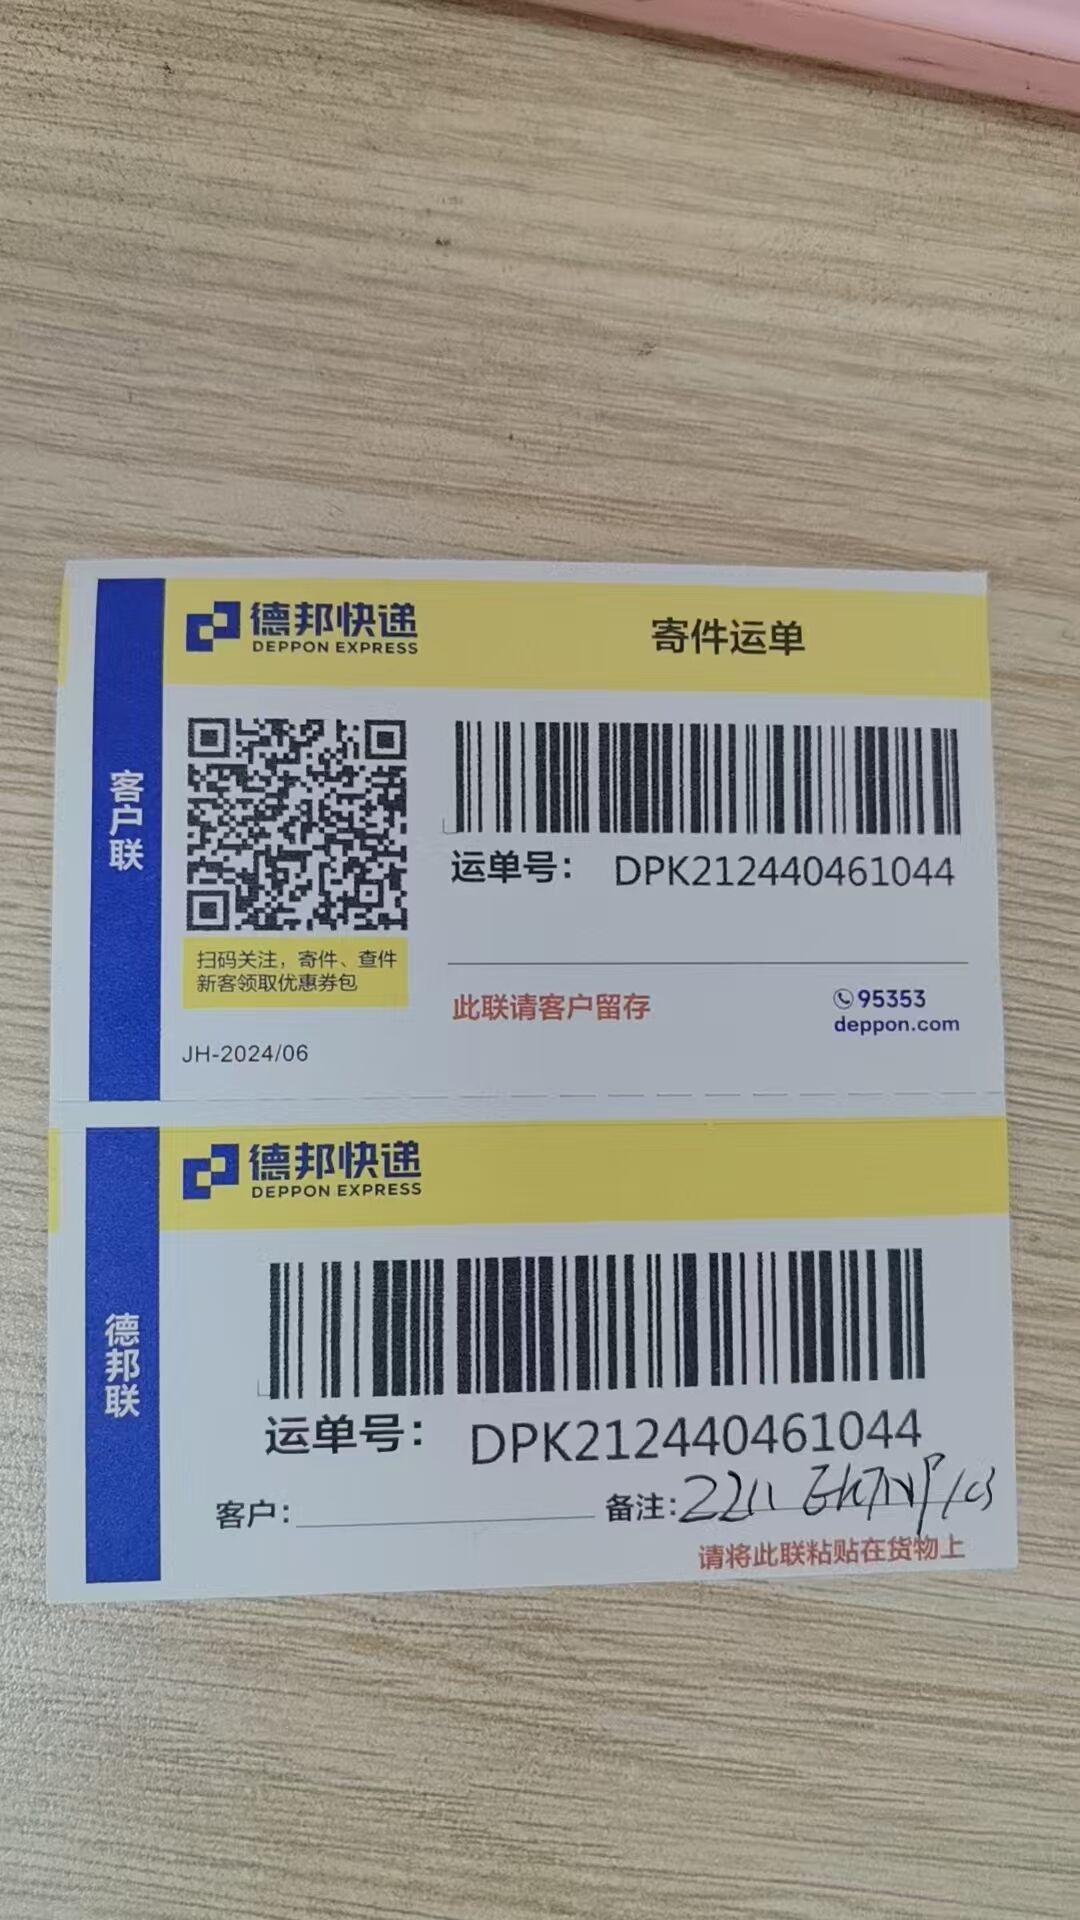 德邦快递
DEPPON EXPRESS
寄件运单
客户联
运单号： DPK212440461044
扫码关注，寄件、查件
新客领取优惠券包
此联请客户留存
95353
deppon.com
JH-2024/06
德邦快递
DEPPON EXPRESS
德邦联
运单号： DPK212440461044
客户：
备注：2211
请将此联粘贴在货物上